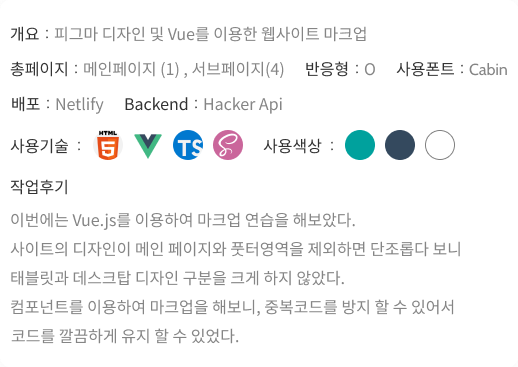 개요 : 피그마 디자인 및 Vue를 이용한 웹사이트 마크업
총페이지 : 메인페이지 (1) , 서브페이지(4) 반응형 : O 사용폰트 : Cabin
배포 : Netlify Backend : Hacker Api
사용기술 : HTML 5 TS S 사용색상 :
작업후기
이번에는 Vue.js를 이용하여 마크업 연습을 해보았다.
사이트의 디자인이 메인 페이지와 풋터영역을 제외하면 단조롭다 보니
태블릿과 데스크탑 디자인 구분을 크게 하지 않았다.
컴포넌트를 이용하여 마크업을 해보니, 중복코드를 방지 할 수 있어서
코드를 깔끔하게 유지 할 수 있었다.